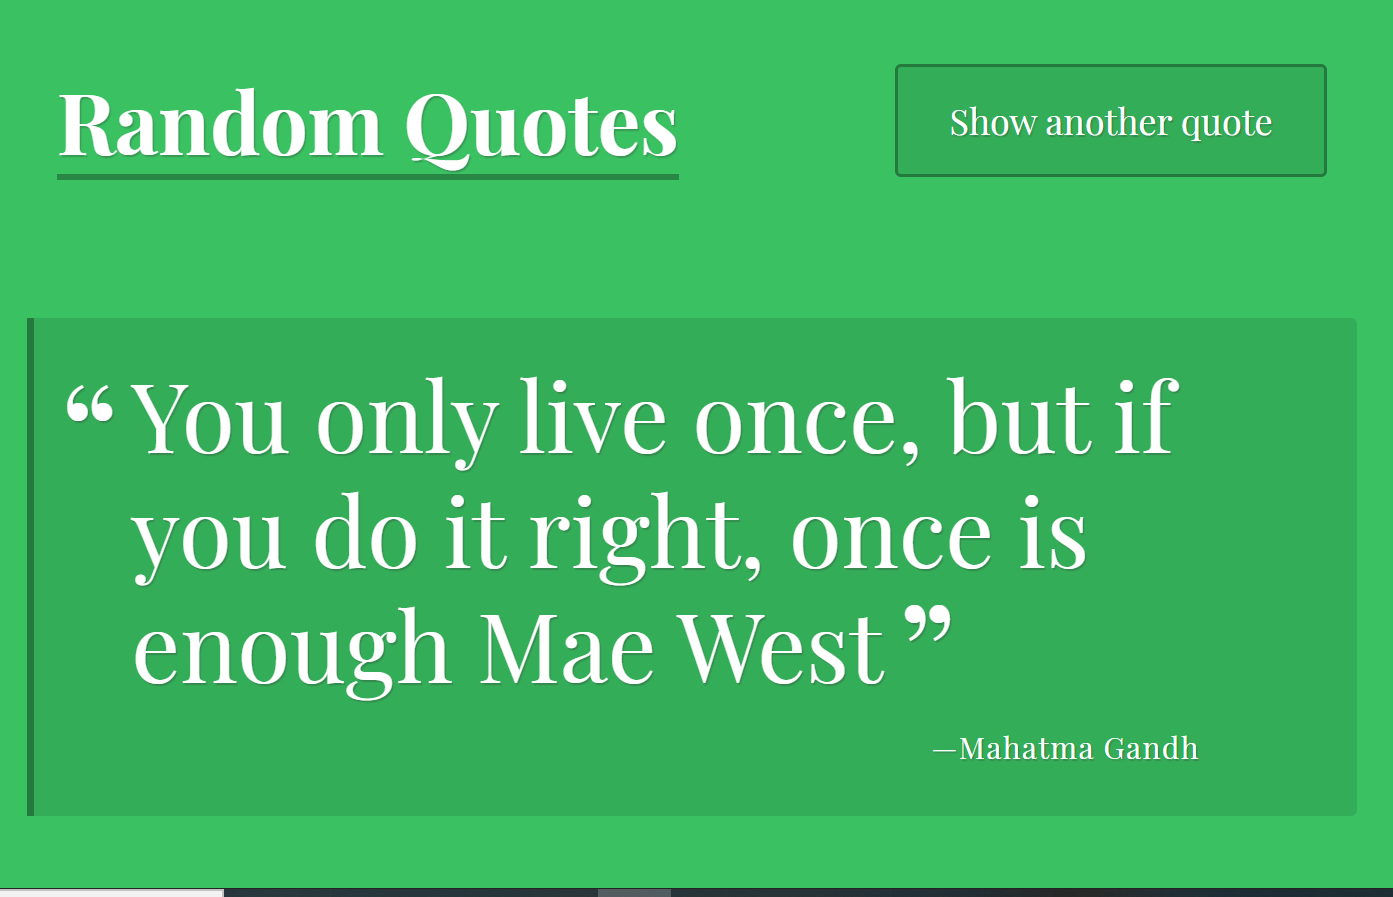 Random Quotes
Show another quote
“ You only live once, but if
you do it right, once is
enough Mae West ”
—Mahatma Gandh